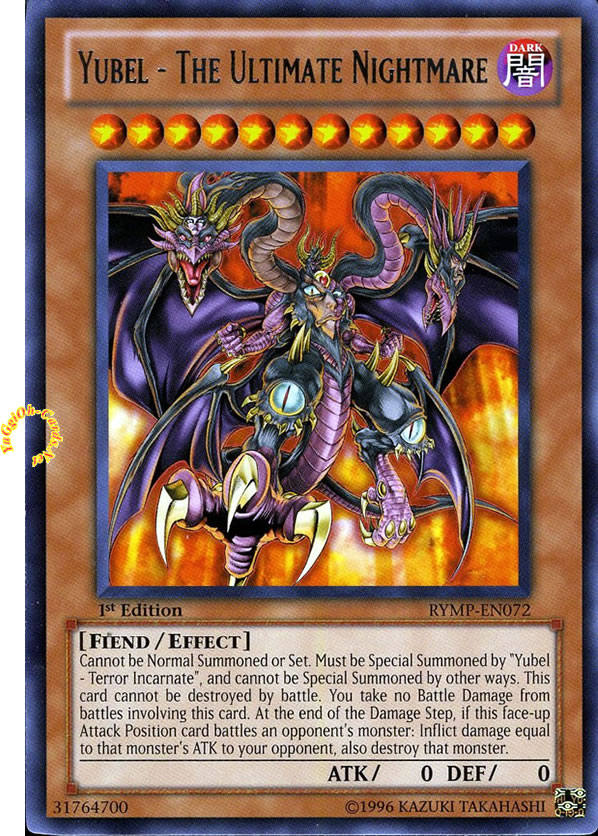 YUBEL - THE ULTIMATE NIGHTMARE
DARK
闇
YuGgiOh-Cards.Net
1st Edition
RYMP-EN072
[FIEND / EFFECT]
Cannot be Normal Summoned or Set. Must be Special Summoned by "Yubel
- Terror Incarnate", and cannot be Special Summoned by other ways. This
card cannot be destroyed by battle. You take no Battle Damage from
battles involving this card. At the end of the Damage Step, if this face-up
Attack Position card battles an opponent's monster: Inflict damage equal
to that monster's ATK to your opponent, also destroy that monster.
ATK / 0 DEF / 0
31764700
©1996 KAZUKI TAKAHASHI